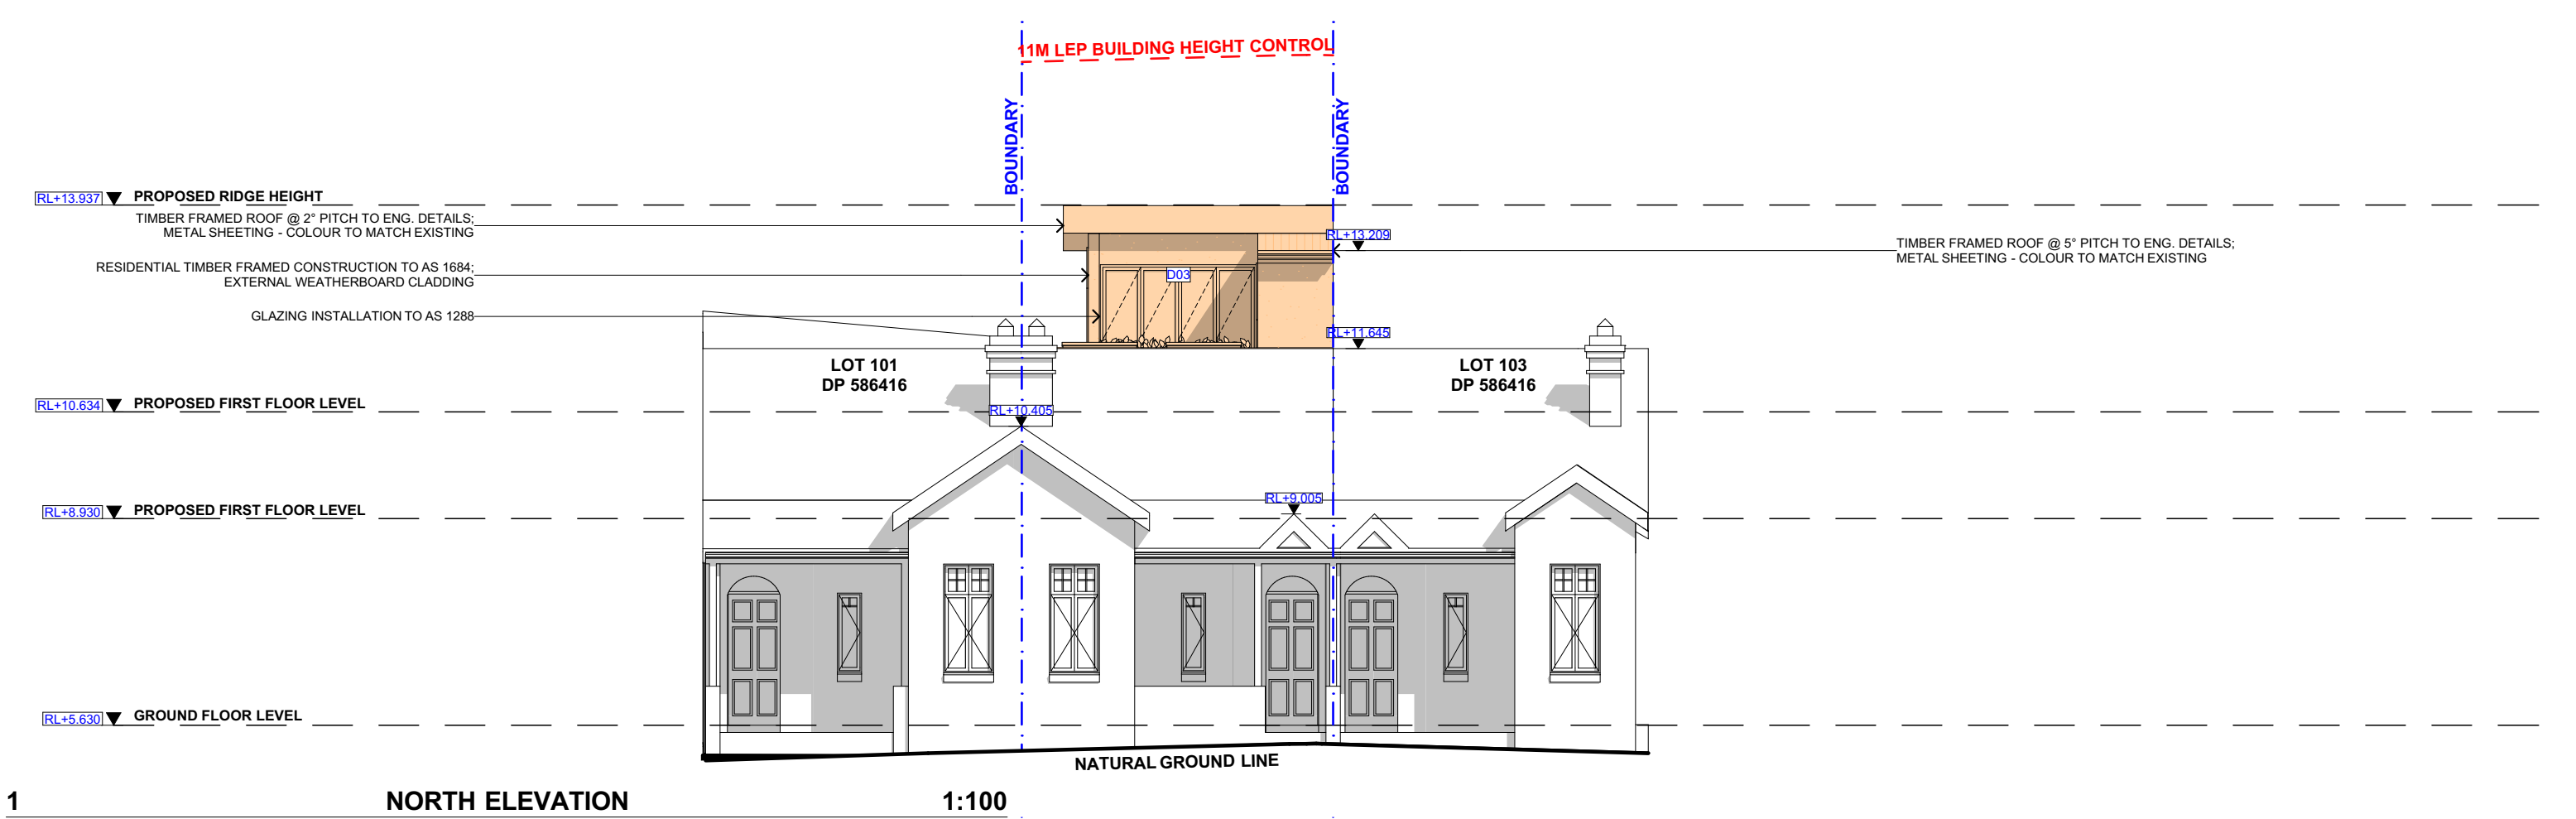 11M LEP BUILDING HEIGHT CONTROL
BOUNDARY
BOUNDARY
RL+13.937 PROPOSED RIDGE HEIGHT
TIMBER FRAMED ROOF @ 2° PITCH TO ENG. DETAILS;
METAL SHEETING - COLOUR TO MATCH EXISTING
RL+13.209
TIMBER FRAMED ROOF @ 5° PITCH TO ENG. DETAILS;
METAL SHEETING - COLOUR TO MATCH EXISTING
RESIDENTIAL TIMBER FRAMED CONSTRUCTION TO AS 1684;
EXTERNAL WEATHERBOARD CLADDING
D03
GLAZING INSTALLATION TO AS 1288
RL+11.645
LOT 101
DP 586416
LOT 103
DP 586416
RL+10.634 PROPOSED FIRST FLOOR LEVEL
RL+10.405
RL+9.005
RL+8.930 PROPOSED FIRST FLOOR LEVEL
RL+5.630 GROUND FLOOR LEVEL
NATURAL GROUND LINE
1 NORTH ELEVATION 1:100